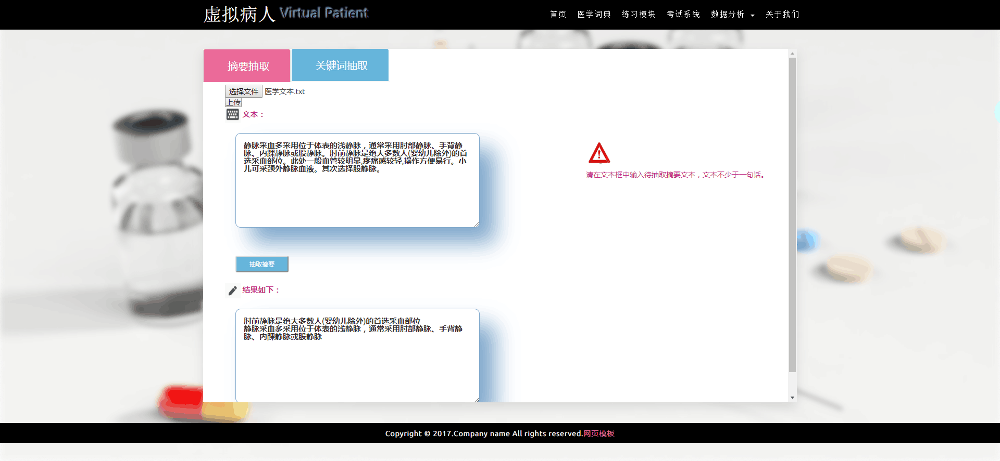 虚拟病人 Virtual Patient
首页 医学词典 练习模块 考试系统 数据分析 关于我们
摘要抽取 关键词抽取
选择文件 医学文本.txt
上传
文本：
静脉采血多采用位于体表的浅静脉，通常采用肘部静脉、手背静
脉、内踝静脉或股静脉。肘前静脉是绝大多数人(婴幼儿除外)的首
选采血部位。此处一般血管较明显,疼痛感较轻,操作方便易行。小
儿可采颈外静脉血液。其次选择股静脉。
请在文本框中输入待抽取摘要文本，文本不少于一句话。
抽取摘要
结果如下：
肘前静脉是绝大多数人(婴幼儿除外)的首选采血部位
静脉采血多采用位于体表的浅静脉，通常采用肘部静脉、手背静
脉、内踝静脉或股静脉
Copyright © 2017.Company name All rights reserved.网页模板